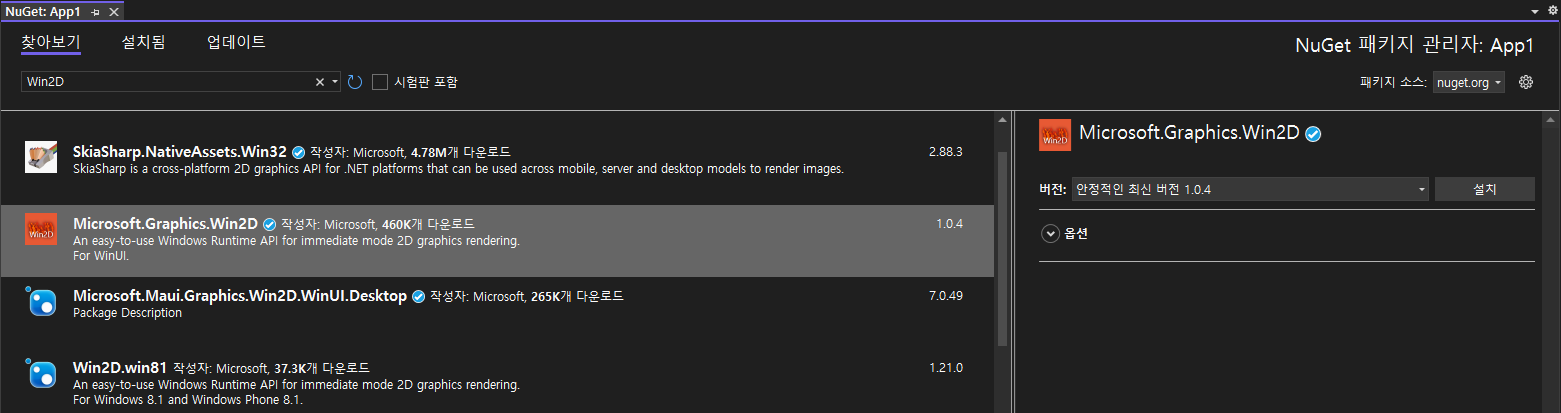 NuGet: App1
찾아보기 설치됨 업데이트
NuGet 패키지 관리자: App1
Win2D
시험판 포함
패키지 소스: nuget.org
SkiaSharp.NativeAssets.Win32 작성자: Microsoft, 4.78M개 다운로드 2.88.3
SkiaSharp is a cross-platform 2D graphics API for .NET platforms that can be used across mobile, server and desktop models to render images.
Win2D
Microsoft.Graphics.Win2D 작성자: Microsoft, 460K개 다운로드 1.0.4
An easy-to-use Windows Runtime API for immediate mode 2D graphics rendering.
For WinUI.
Microsoft.Maui.Graphics.Win2D.WinUI.Desktop 작성자: Microsoft, 265K개 다운로드 7.0.49
Package Description
Win2D.win81 작성자: Microsoft, 37.3K개 다운로드 1.21.0
An easy-to-use Windows Runtime API for immediate mode 2D graphics rendering.
For Windows 8.1 and Windows Phone 8.1.
Win2D
Microsoft.Graphics.Win2D
버전: 안정적인 최신 버전 1.0.4 설치
옵션